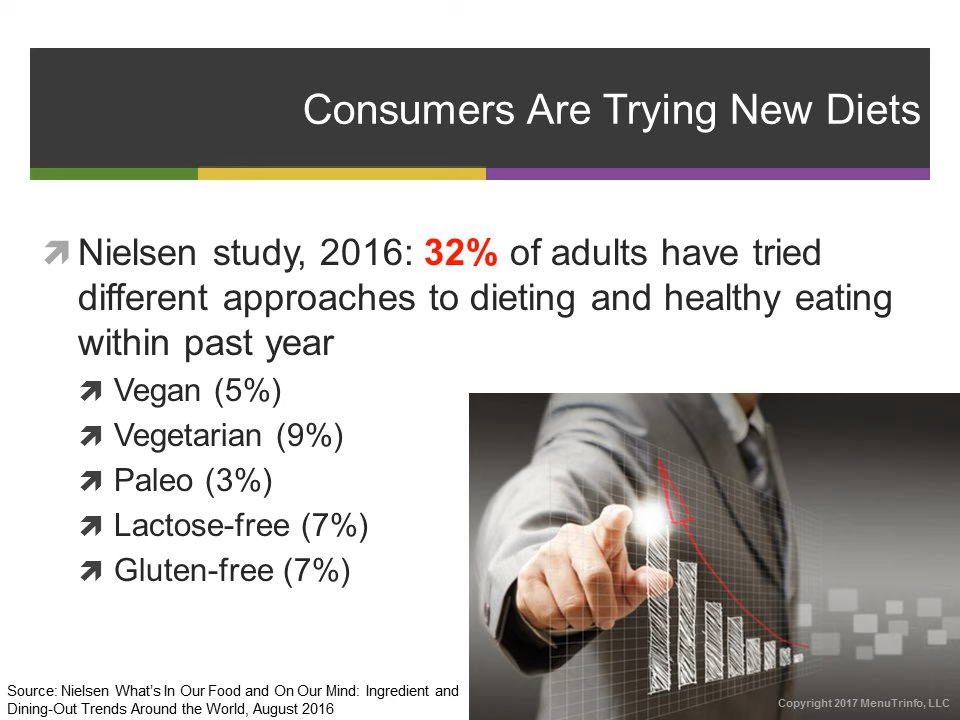 Consumers Are Trying New Diets
Nielsen study, 2016: 32% of adults have tried
different approaches to dieting and healthy eating
within past year
Vegan (5%)
Vegetarian (9%)
Paleo (3%)
Lactose-free (7%)
Gluten-free (7%)
Source: Nielsen What's In Our Food and On Our Mind: Ingredient and
Dining-Out Trends Around the World, August 2016
Copyright 2017 MenuTrinfo, LLC